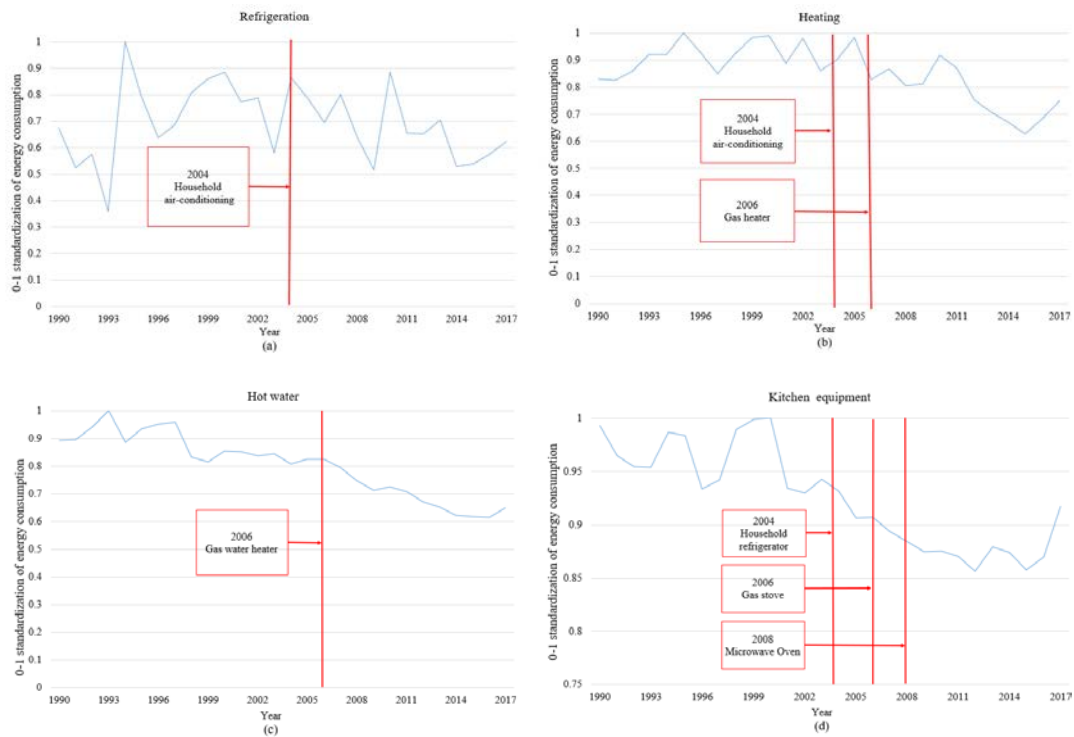 Refrigeration
0-1 standardization of energy consumption
1
0.9
0.8
0.7
0.6
0.5
0.4
0.3
0.2
0.1
0
2004
Household
air-conditioning
1990 1993 1996 1999 2002 2005 2008 2011 2014 2017
Year
(a)
Heating
0-1 standardization of energy consumption
1
0.9
0.8
0.7
0.6
0.5
0.4
0.3
0.2
0.1
0
2004
Household
air-conditioning
2006
Gas heater
1990 1993 1996 1999 2002 2005 2008 2011 2014 2017
Year
(b)
Hot water
0-1 standardization of energy consumption
1
0.9
0.8
0.7
0.6
0.5
0.4
0.3
0.2
0.1
0
2006
Gas water heater
1990 1993 1996 1999 2002 2005 2008 2011 2014 2017
Year
(c)
Kitchen equipment
0-1 standardization of energy consumption
1
0.95
0.9
0.85
0.8
0.75
2004
Household
refrigerator
2006
Gas stove
2008
Microwave Oven
1990 1993 1996 1999 2002 2005 2008 2011 2014 2017
Year
(d)